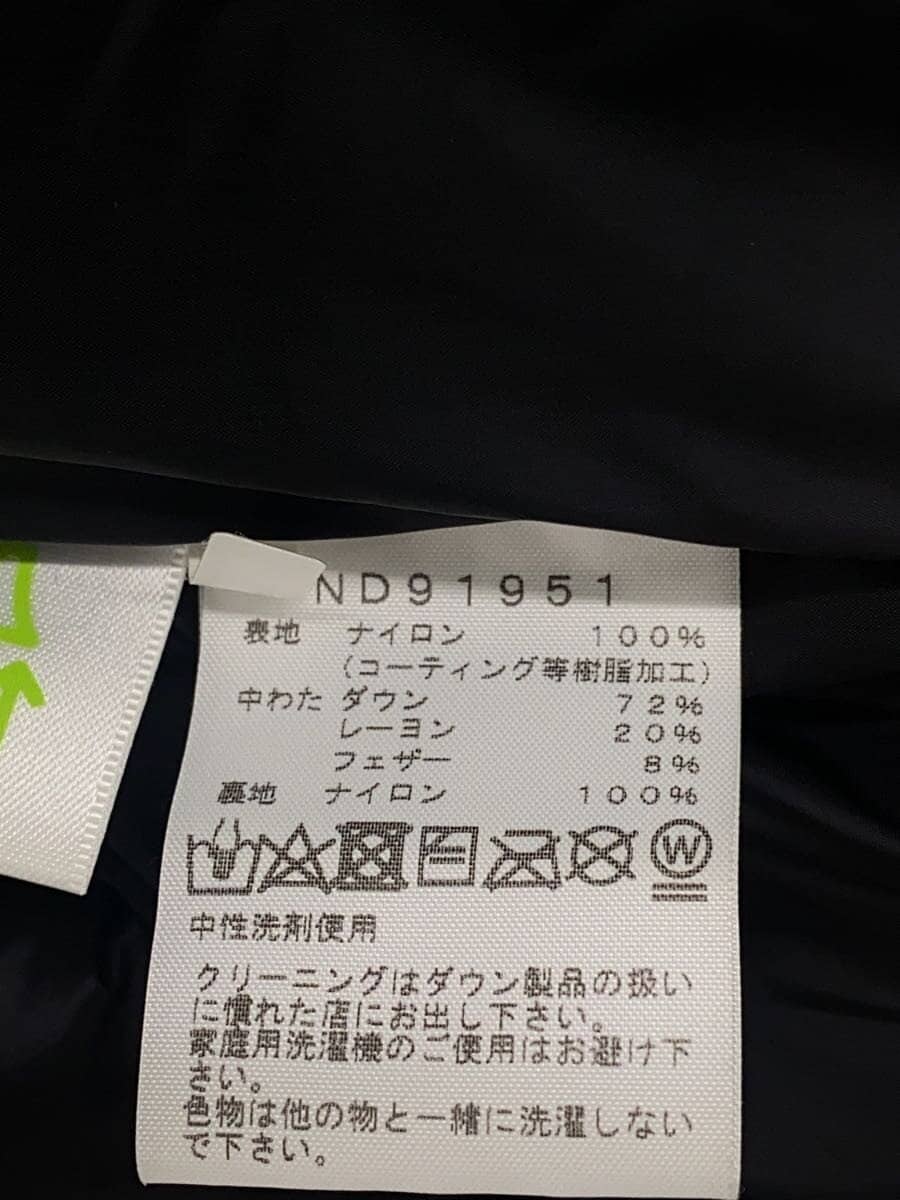 ND91951
表地 ナイロン 100%
(コーティング等樹脂加工)
中わた ダウン 72%
レーヨン 20%
フェザー 8%
裏地 ナイロン 100%
W
中性洗剤使用
クリーニングはダウン製品の扱い
に慣れた店にお出し下さい。
家庭用洗濯機のご使用はお避け下
さい。
色物は他の物と一緒に洗濯しない
で下さい。